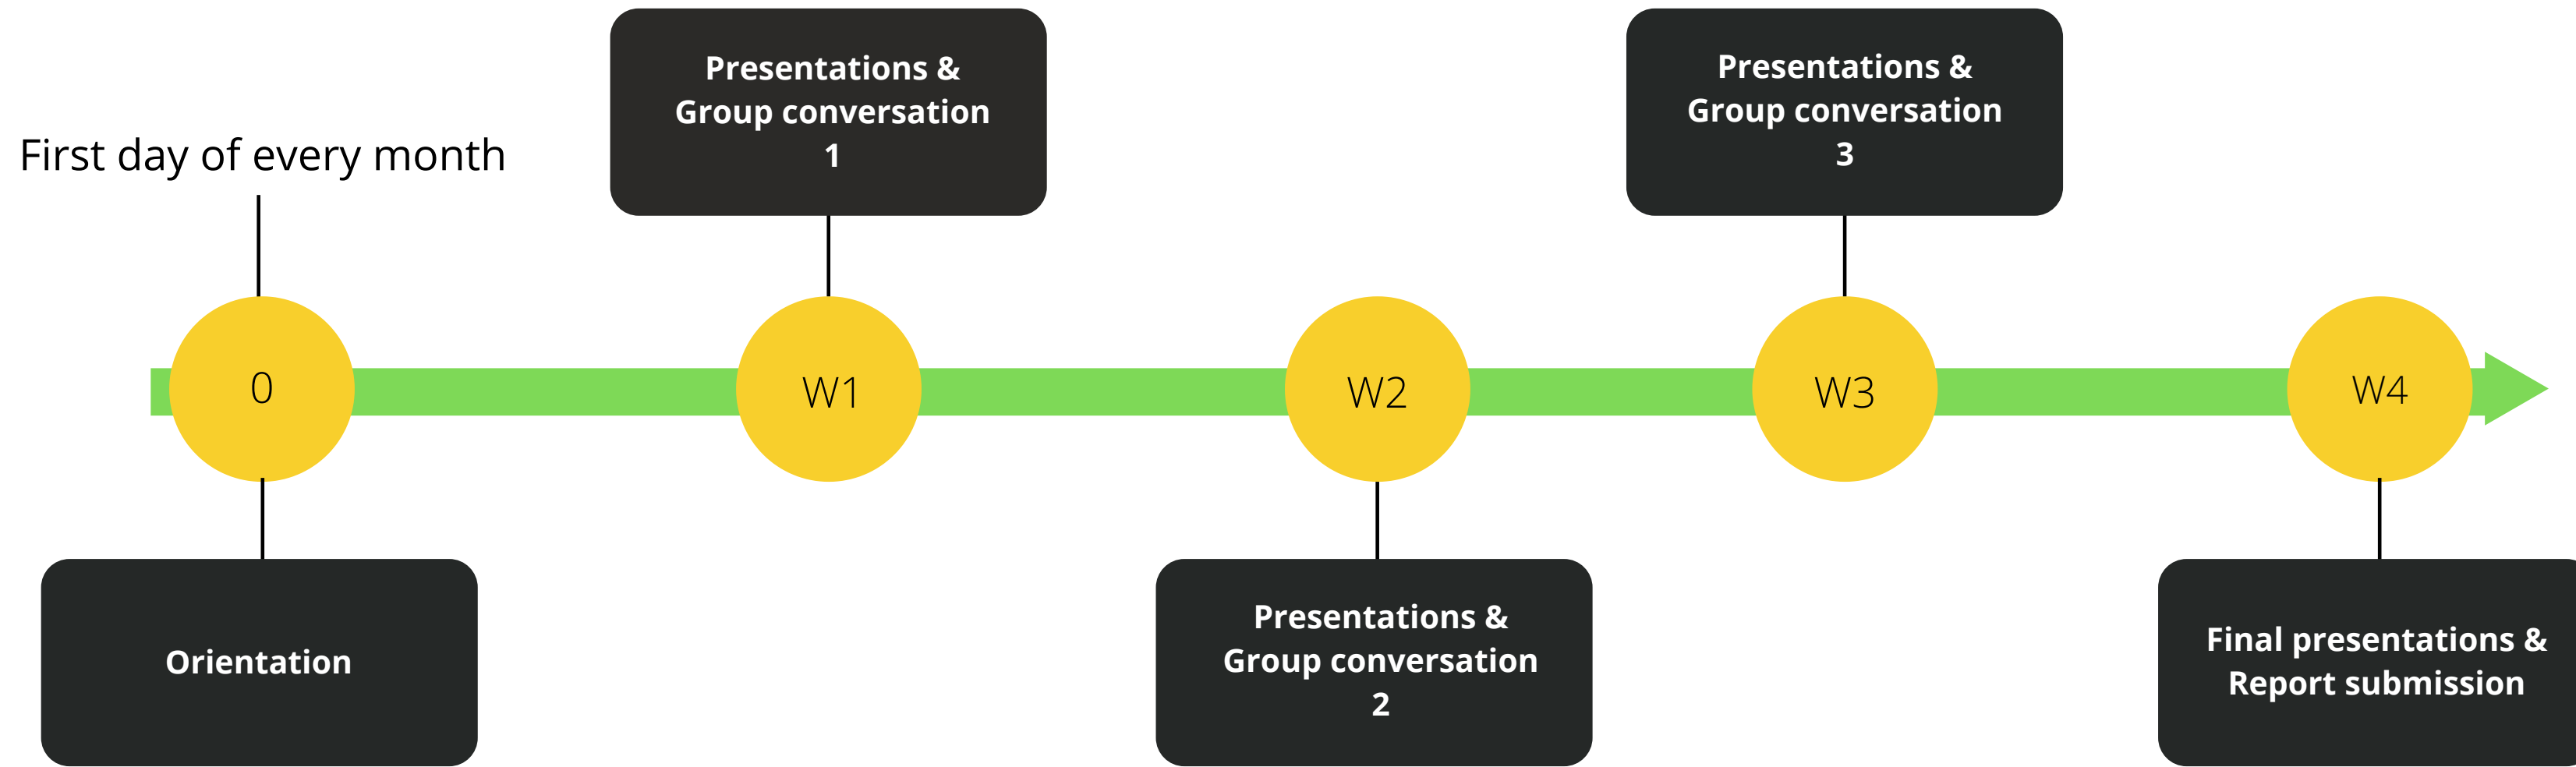 First day of every month
Presentations &
Group conversation
1
Presentations &
Group conversation
3
0
W1
W2
W3
W4
Orientation
Presentations &
Group conversation
2
Final presentations &
Report submission